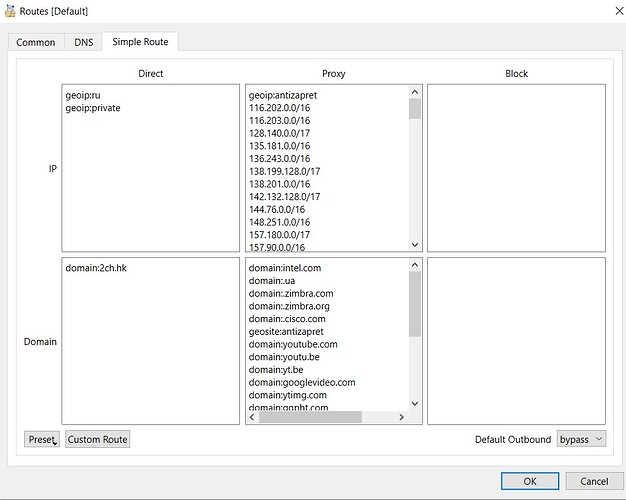 Routes [Default]
Common DNS Simple Route
Direct Proxy Block
IP
geoip:ru
geoip:private
geoip:antizapret
116.202.0.0/16
116.203.0.0/16
128.140.0.0/17
135.181.0.0/16
136.243.0.0/16
138.199.128.0/17
138.201.0.0/16
142.132.128.0/17
144.76.0.0/16
148.251.0.0/16
157.180.0.0/17
157.90.0.0/16
Domain
domain:2ch.hk
domain:intel.com
domain:.ua
domain:.zimbra.com
domain:.zimbra.org
domain:.cisco.com
geosite:antizapret
domain:youtube.com
domain:youtu.be
domain:yt.be
domain:googlevideo.com
domain:ytimg.com
domain:ggpht.com
Preset Custom Route Default Outbound bypass
OK Cancel